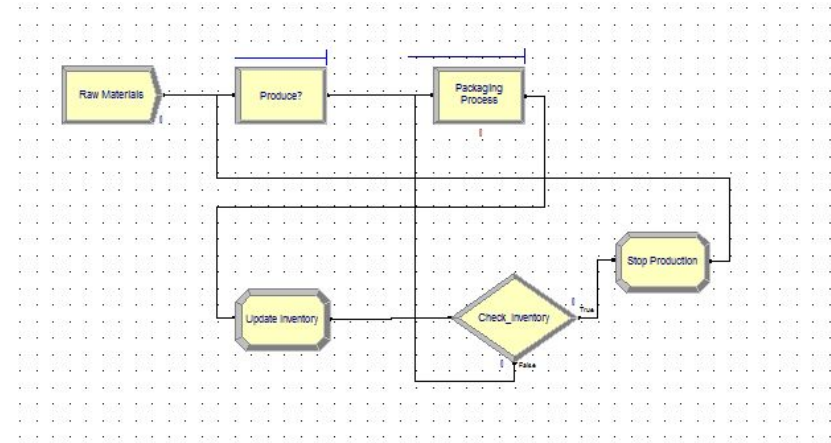 Raw Materials
Produce?
Packaging
Process
Stop Production
Update Inventory
Check_Inventory
True
False